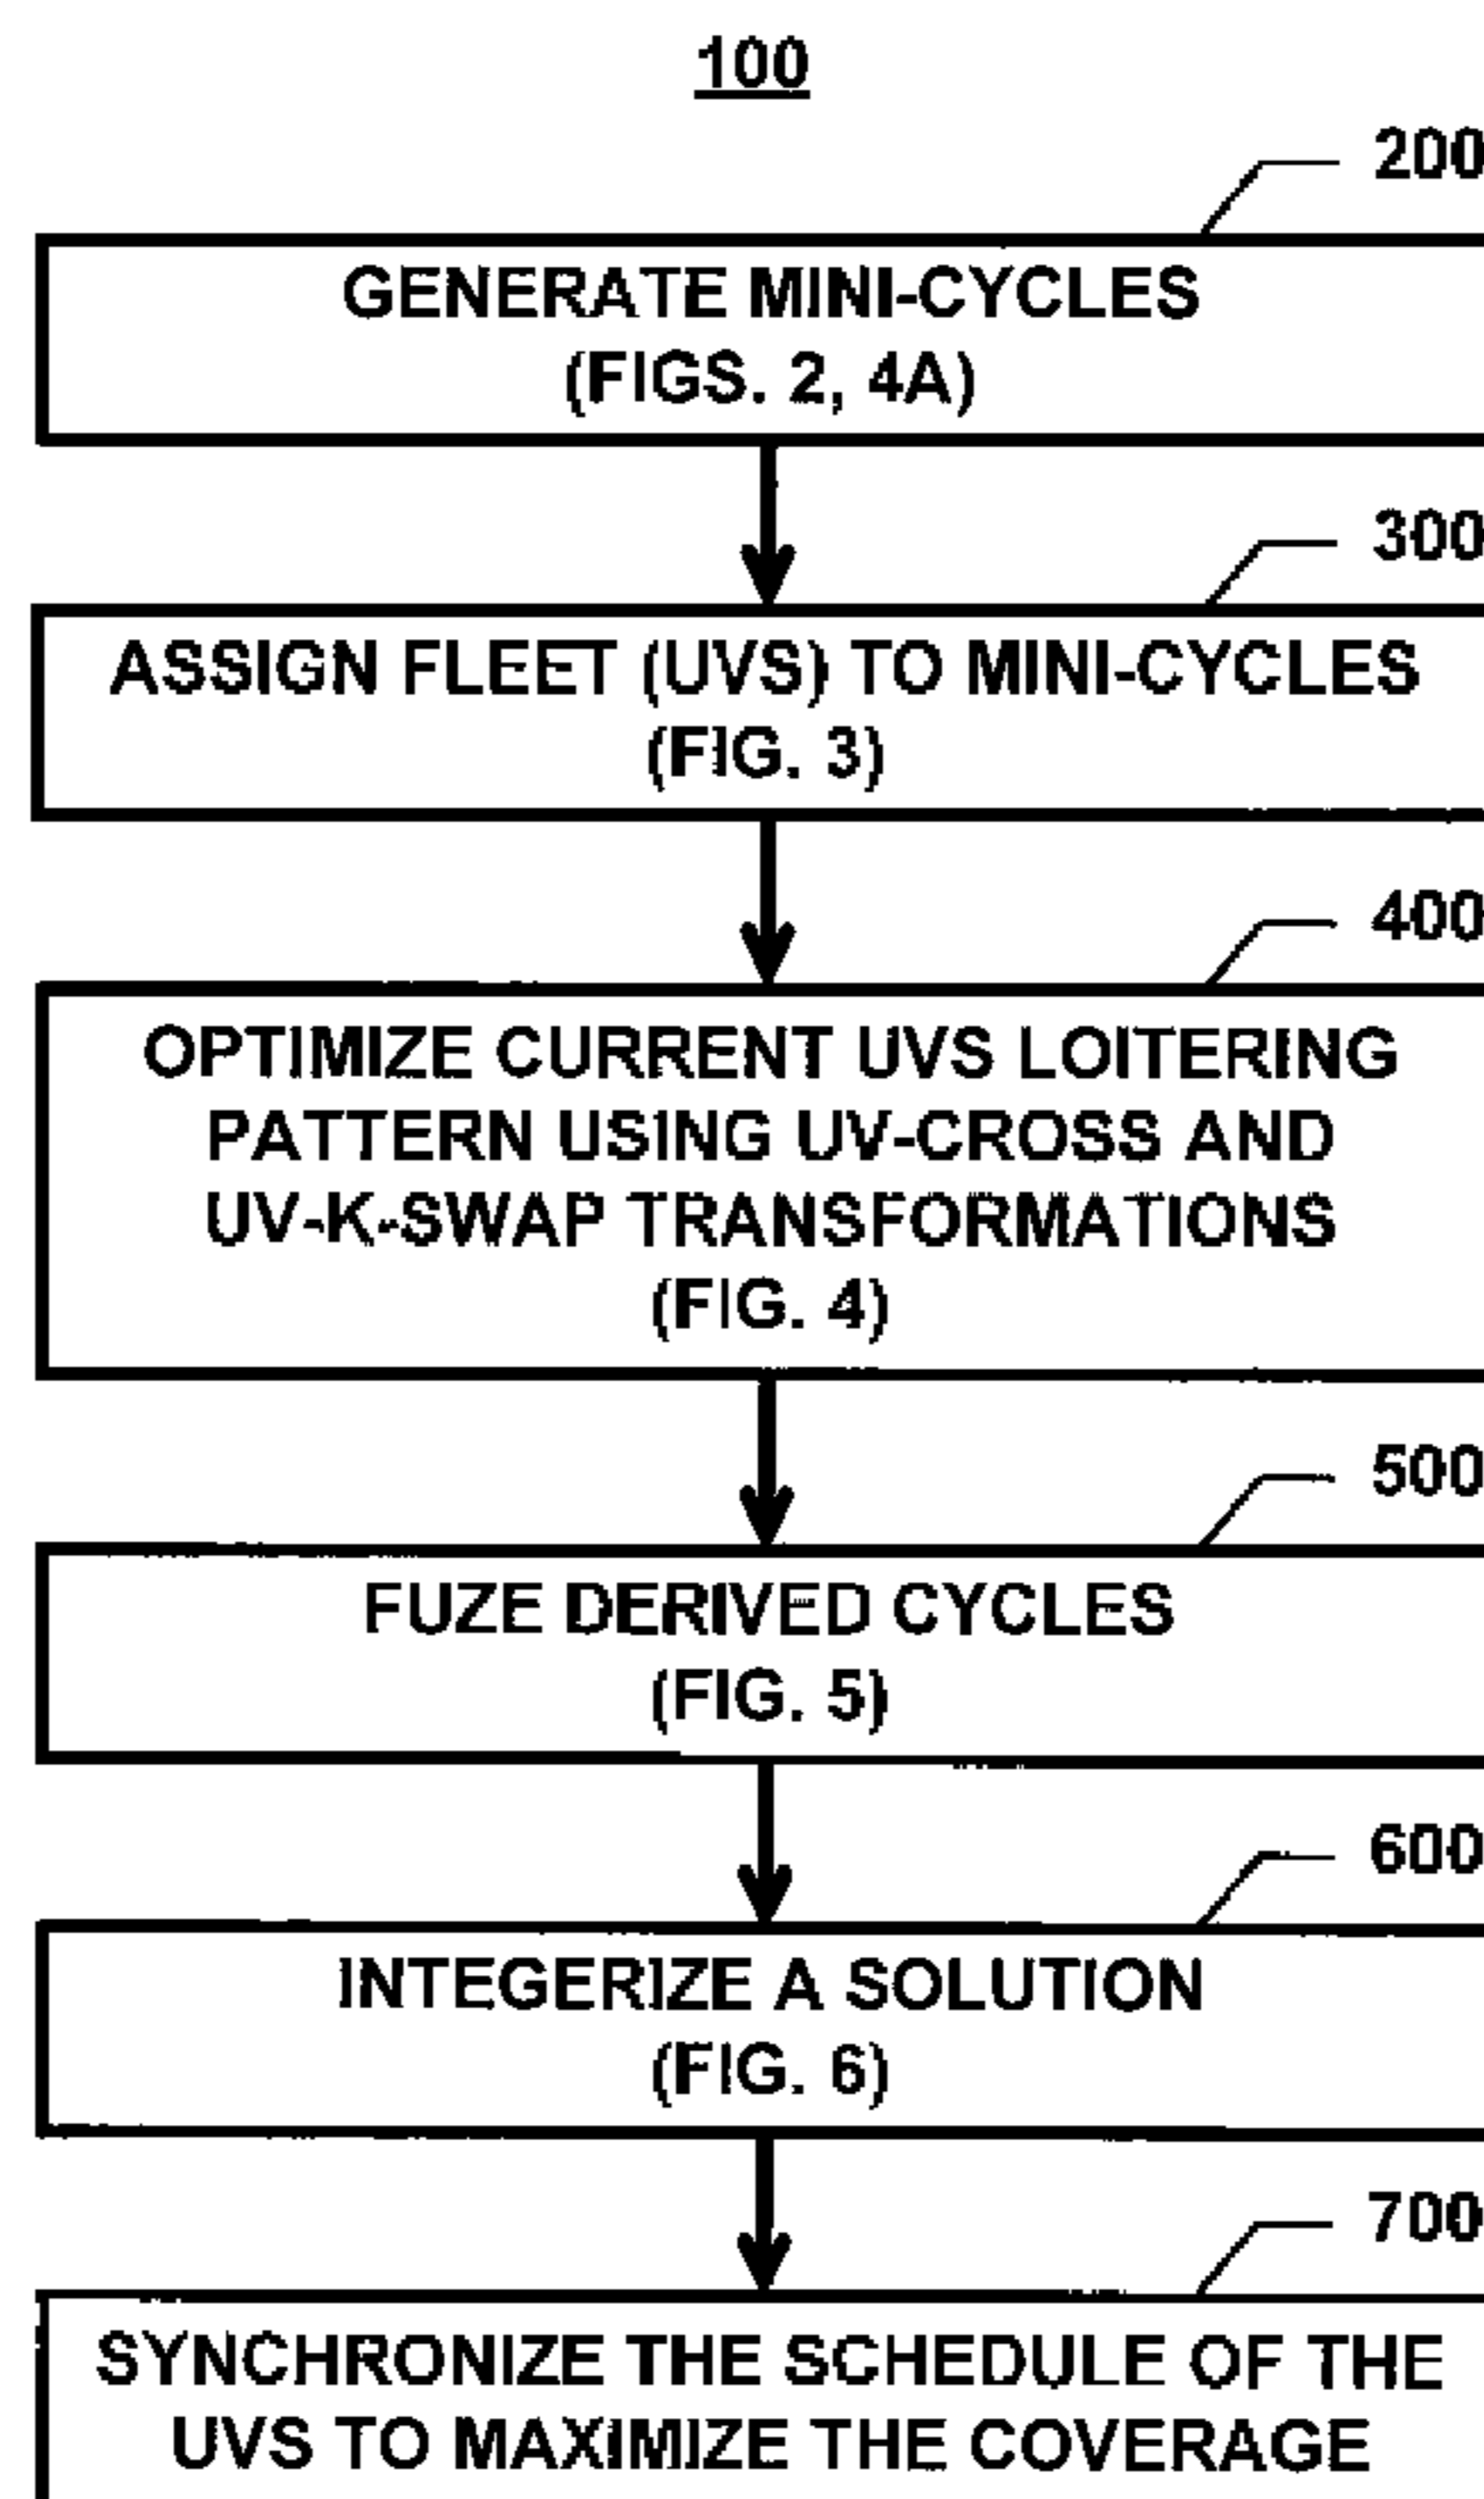 100
200
GENERATE MINI-CYCLES
(FIGS. 2, 4A)
300
ASSIGN FLEET (UVS) TO MINI-CYCLES
(FIG. 3)
400
OPTIMIZE CURRENT UVS LOITERING
PATTERN USING UV-CROSS AND
UV-K-SWAP TRANSFORMATIONS
(FIG. 4)
500
FUZE DERIVED CYCLES
(FIG. 5)
600
INTEGERIZE A SOLUTION
(FIG. 6)
700
SYNCHRONIZE THE SCHEDULE OF THE
UVS TO MAXIMIZE THE COVERAGE